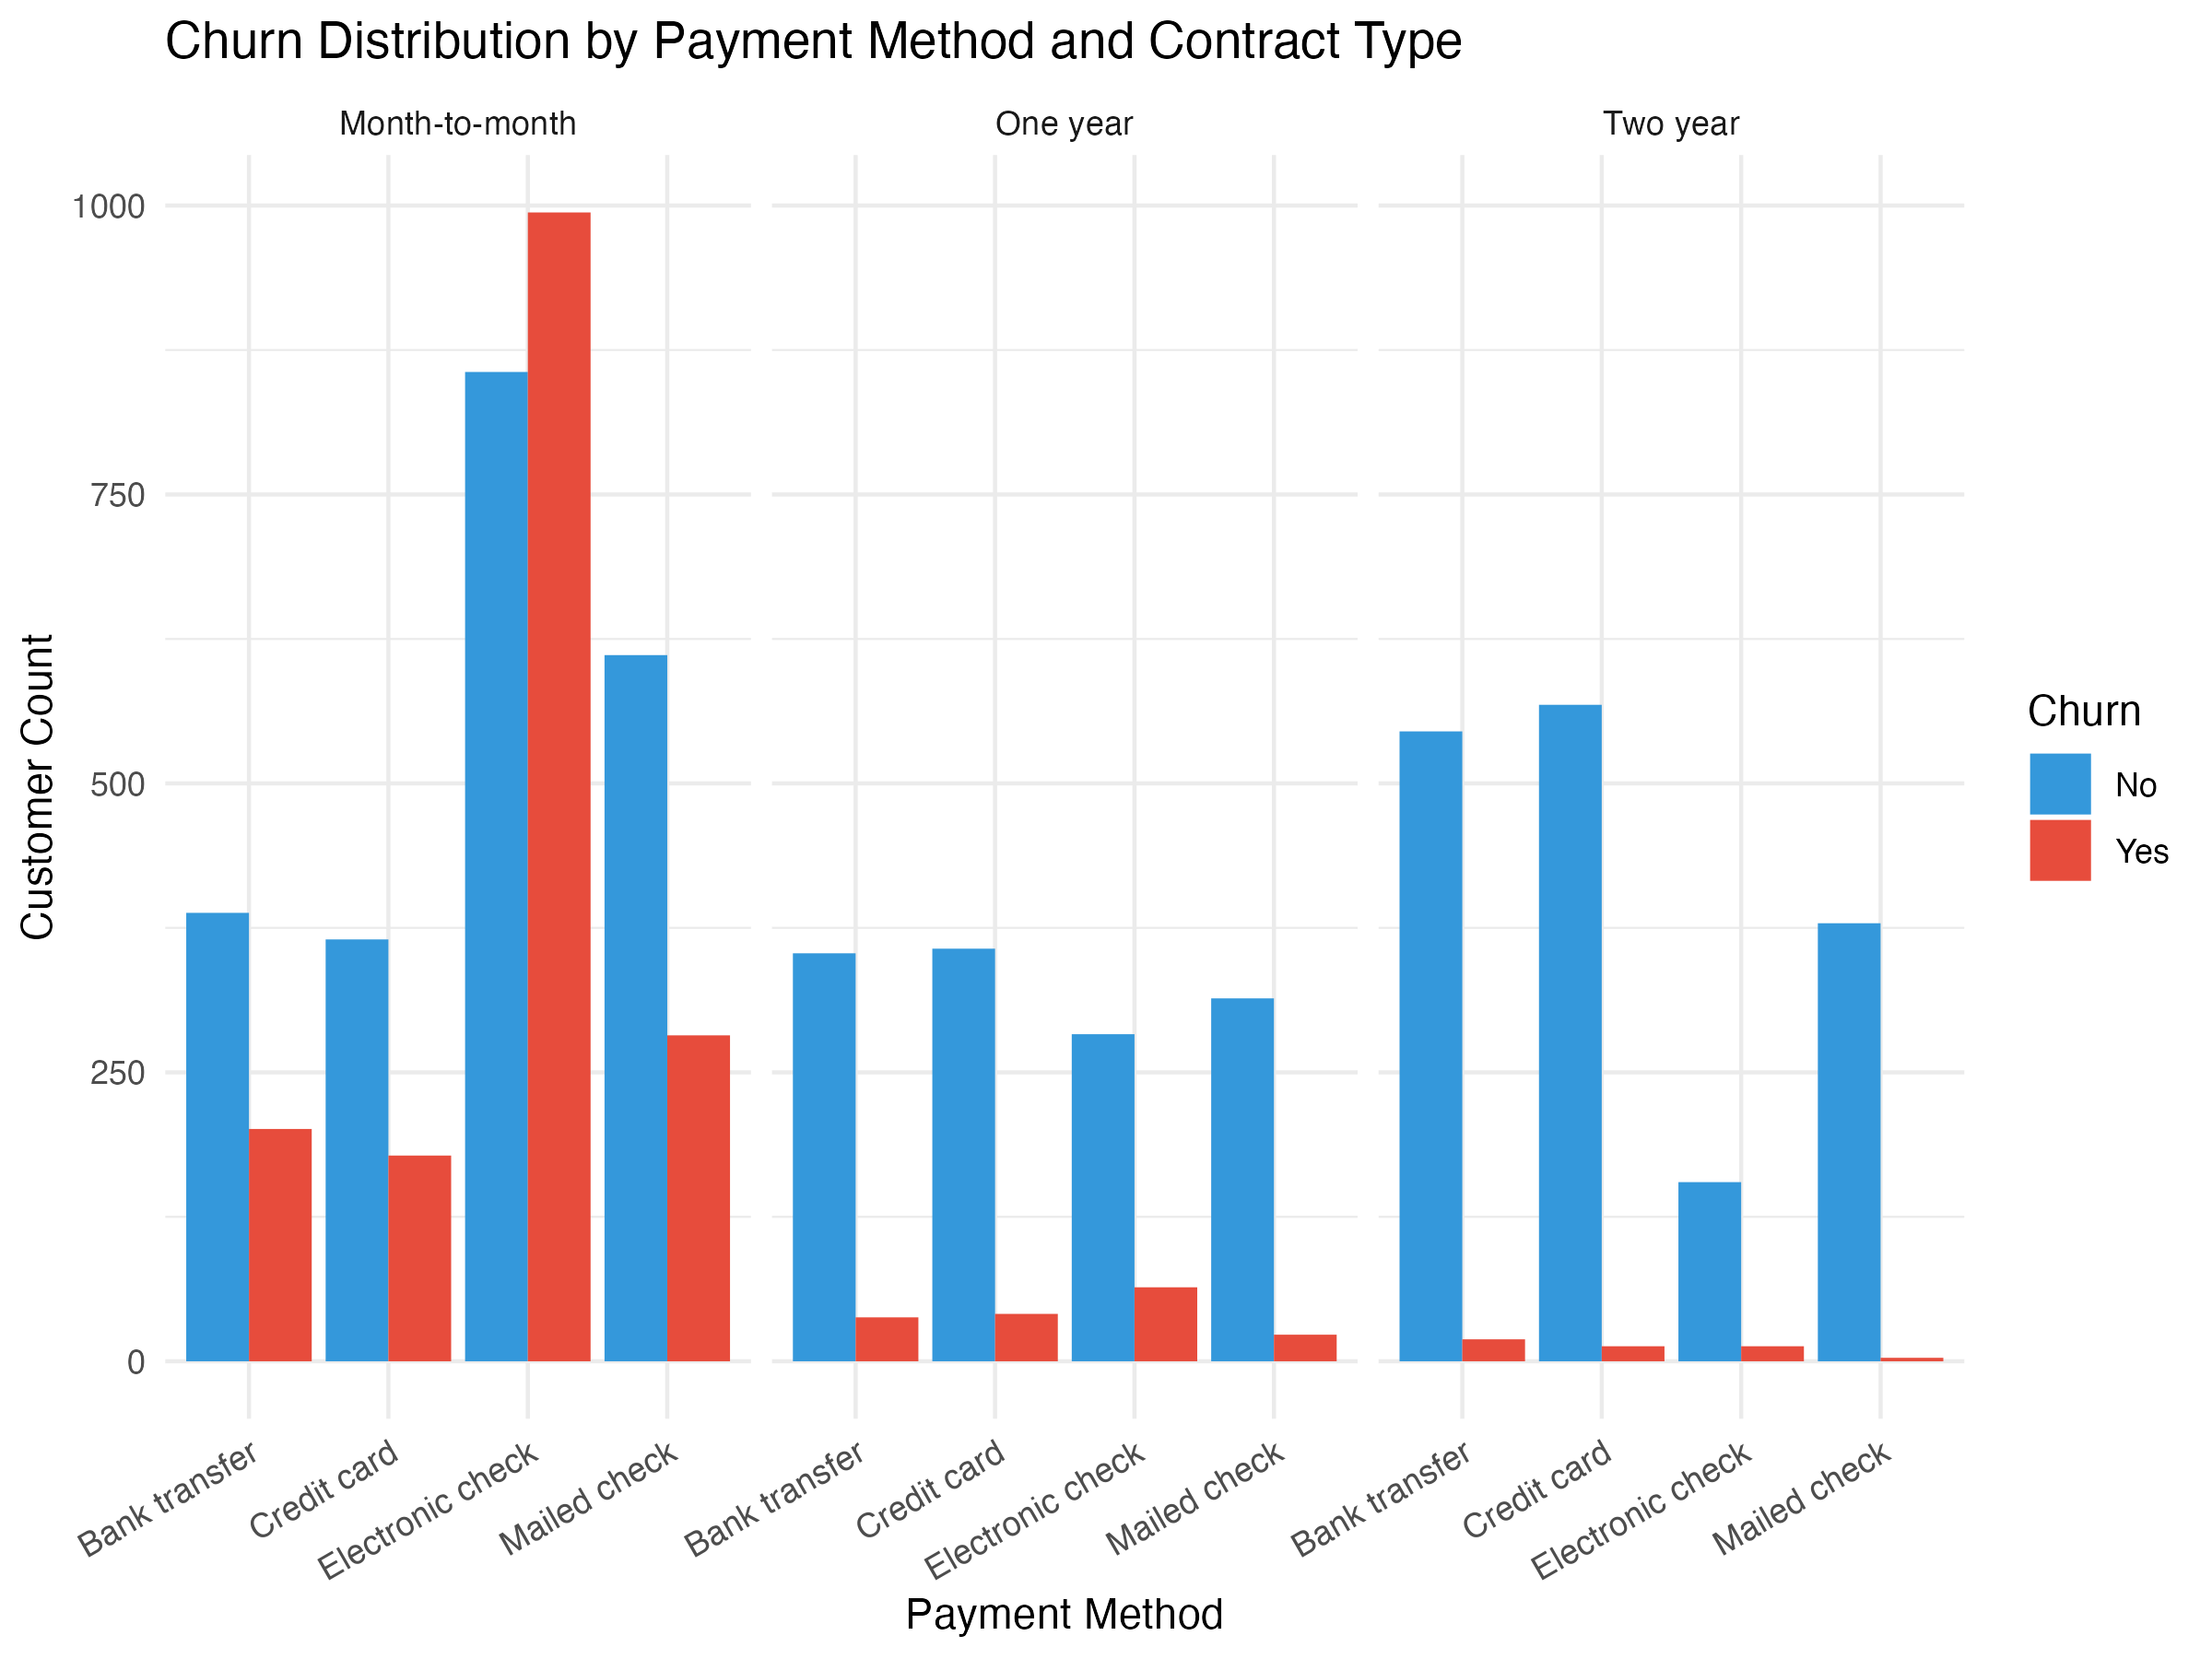 Churn Distribution by Payment Method and Contract Type
Month-to-month
One year
Two year
Customer Count
1000
750
500
250
0
Bank transfer
Credit card
Electronic check
Mailed check
Bank transfer
Credit card
Electronic check
Mailed check
Bank transfer
Credit card
Electronic check
Mailed check
Payment Method
Churn
No
Yes